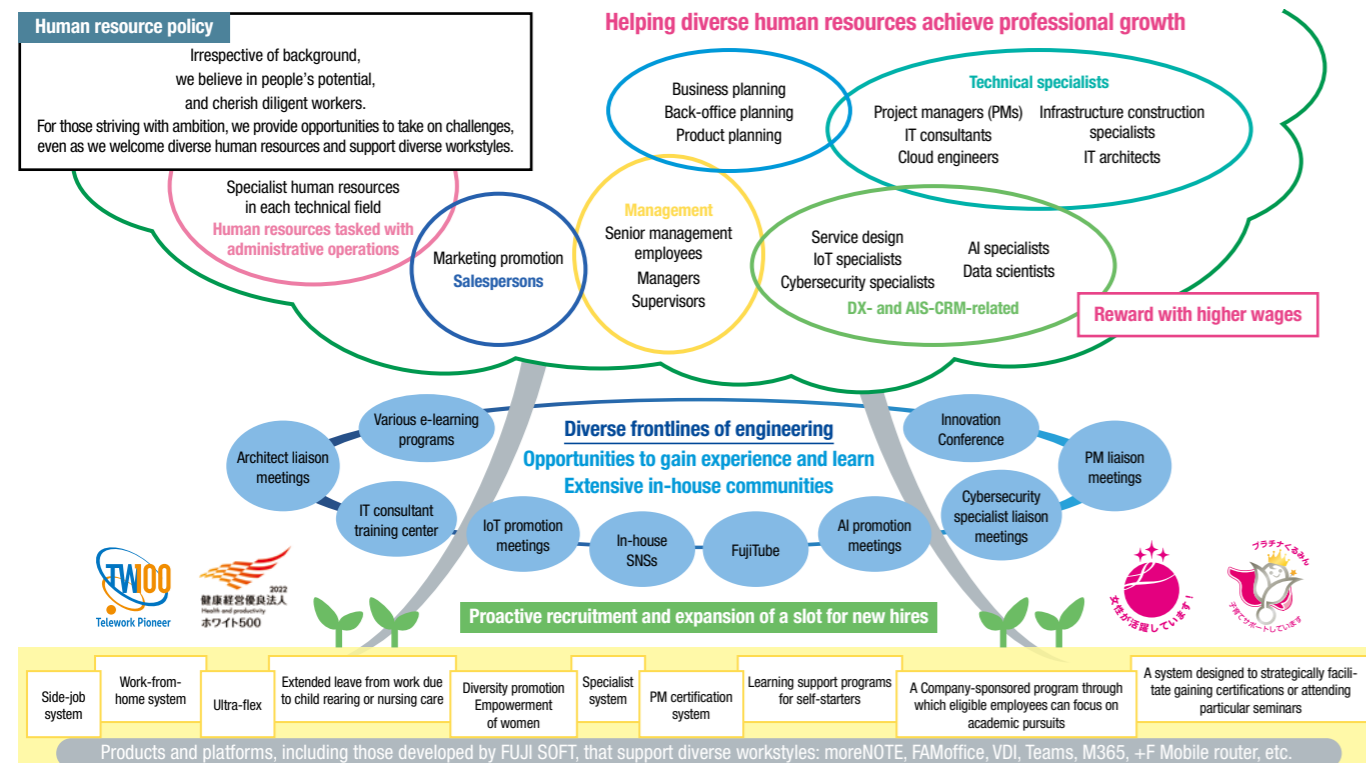 Human resource policy
Irrespective of background,
we believe in people's potential,
and cherish diligent workers.
For those striving with ambition, we provide opportunities to take on challenges,
even as we welcome diverse human resources and support diverse workstyles.
Helping diverse human resources achieve professional growth
Business planning
Back-office planning
Product planning
Technical specialists
Project managers (PMs)
IT consultants
Cloud engineers
Infrastructure construction
specialists
IT architects
Specialist human resources
in each technical field
Human resources tasked with
administrative operations
Marketing promotion
Salespersons
Management
Senior management
employees
Managers
Supervisors
Service design
IoT specialists
Cybersecurity specialists
AI specialists
Data scientists
DX- and AIS-CRM-related
Reward with higher wages
Various e-learning
programs
Architect liaison
meetings
IT consultant
training center
IoT promotion
meetings
In-house
SNSs
FujiTube
AI promotion
meetings
Cybersecurity
specialist liaison
meetings
PM liaison
meetings
Innovation
Conference
Diverse frontlines of engineering
Opportunities to gain experience and learn
Extensive in-house communities
TW100
Telework Pioneer
2022
健康経営優良法人
Health and productivity
ホワイト500
Proactive recruitment and expansion of a slot for new hires
女性が活躍しています!
プラチナくるみん
子育てサポートしています
Side-job
system
Work-from-
home system
Ultra-flex
Extended leave from work due
to child rearing or nursing care
Diversity promotion
Empowerment
of women
Specialist
system
PM certification
system
Learning support programs
for self-starters
A Company-sponsored program through
which eligible employees can focus on
academic pursuits
A system designed to strategically facili-
tate gaining certifications or attending
particular seminars
Products and platforms, including those developed by FUJI SOFT, that support diverse workstyles: moreNOTE, FAMoffice, VDI, Teams, M365, +F Mobile router, etc.